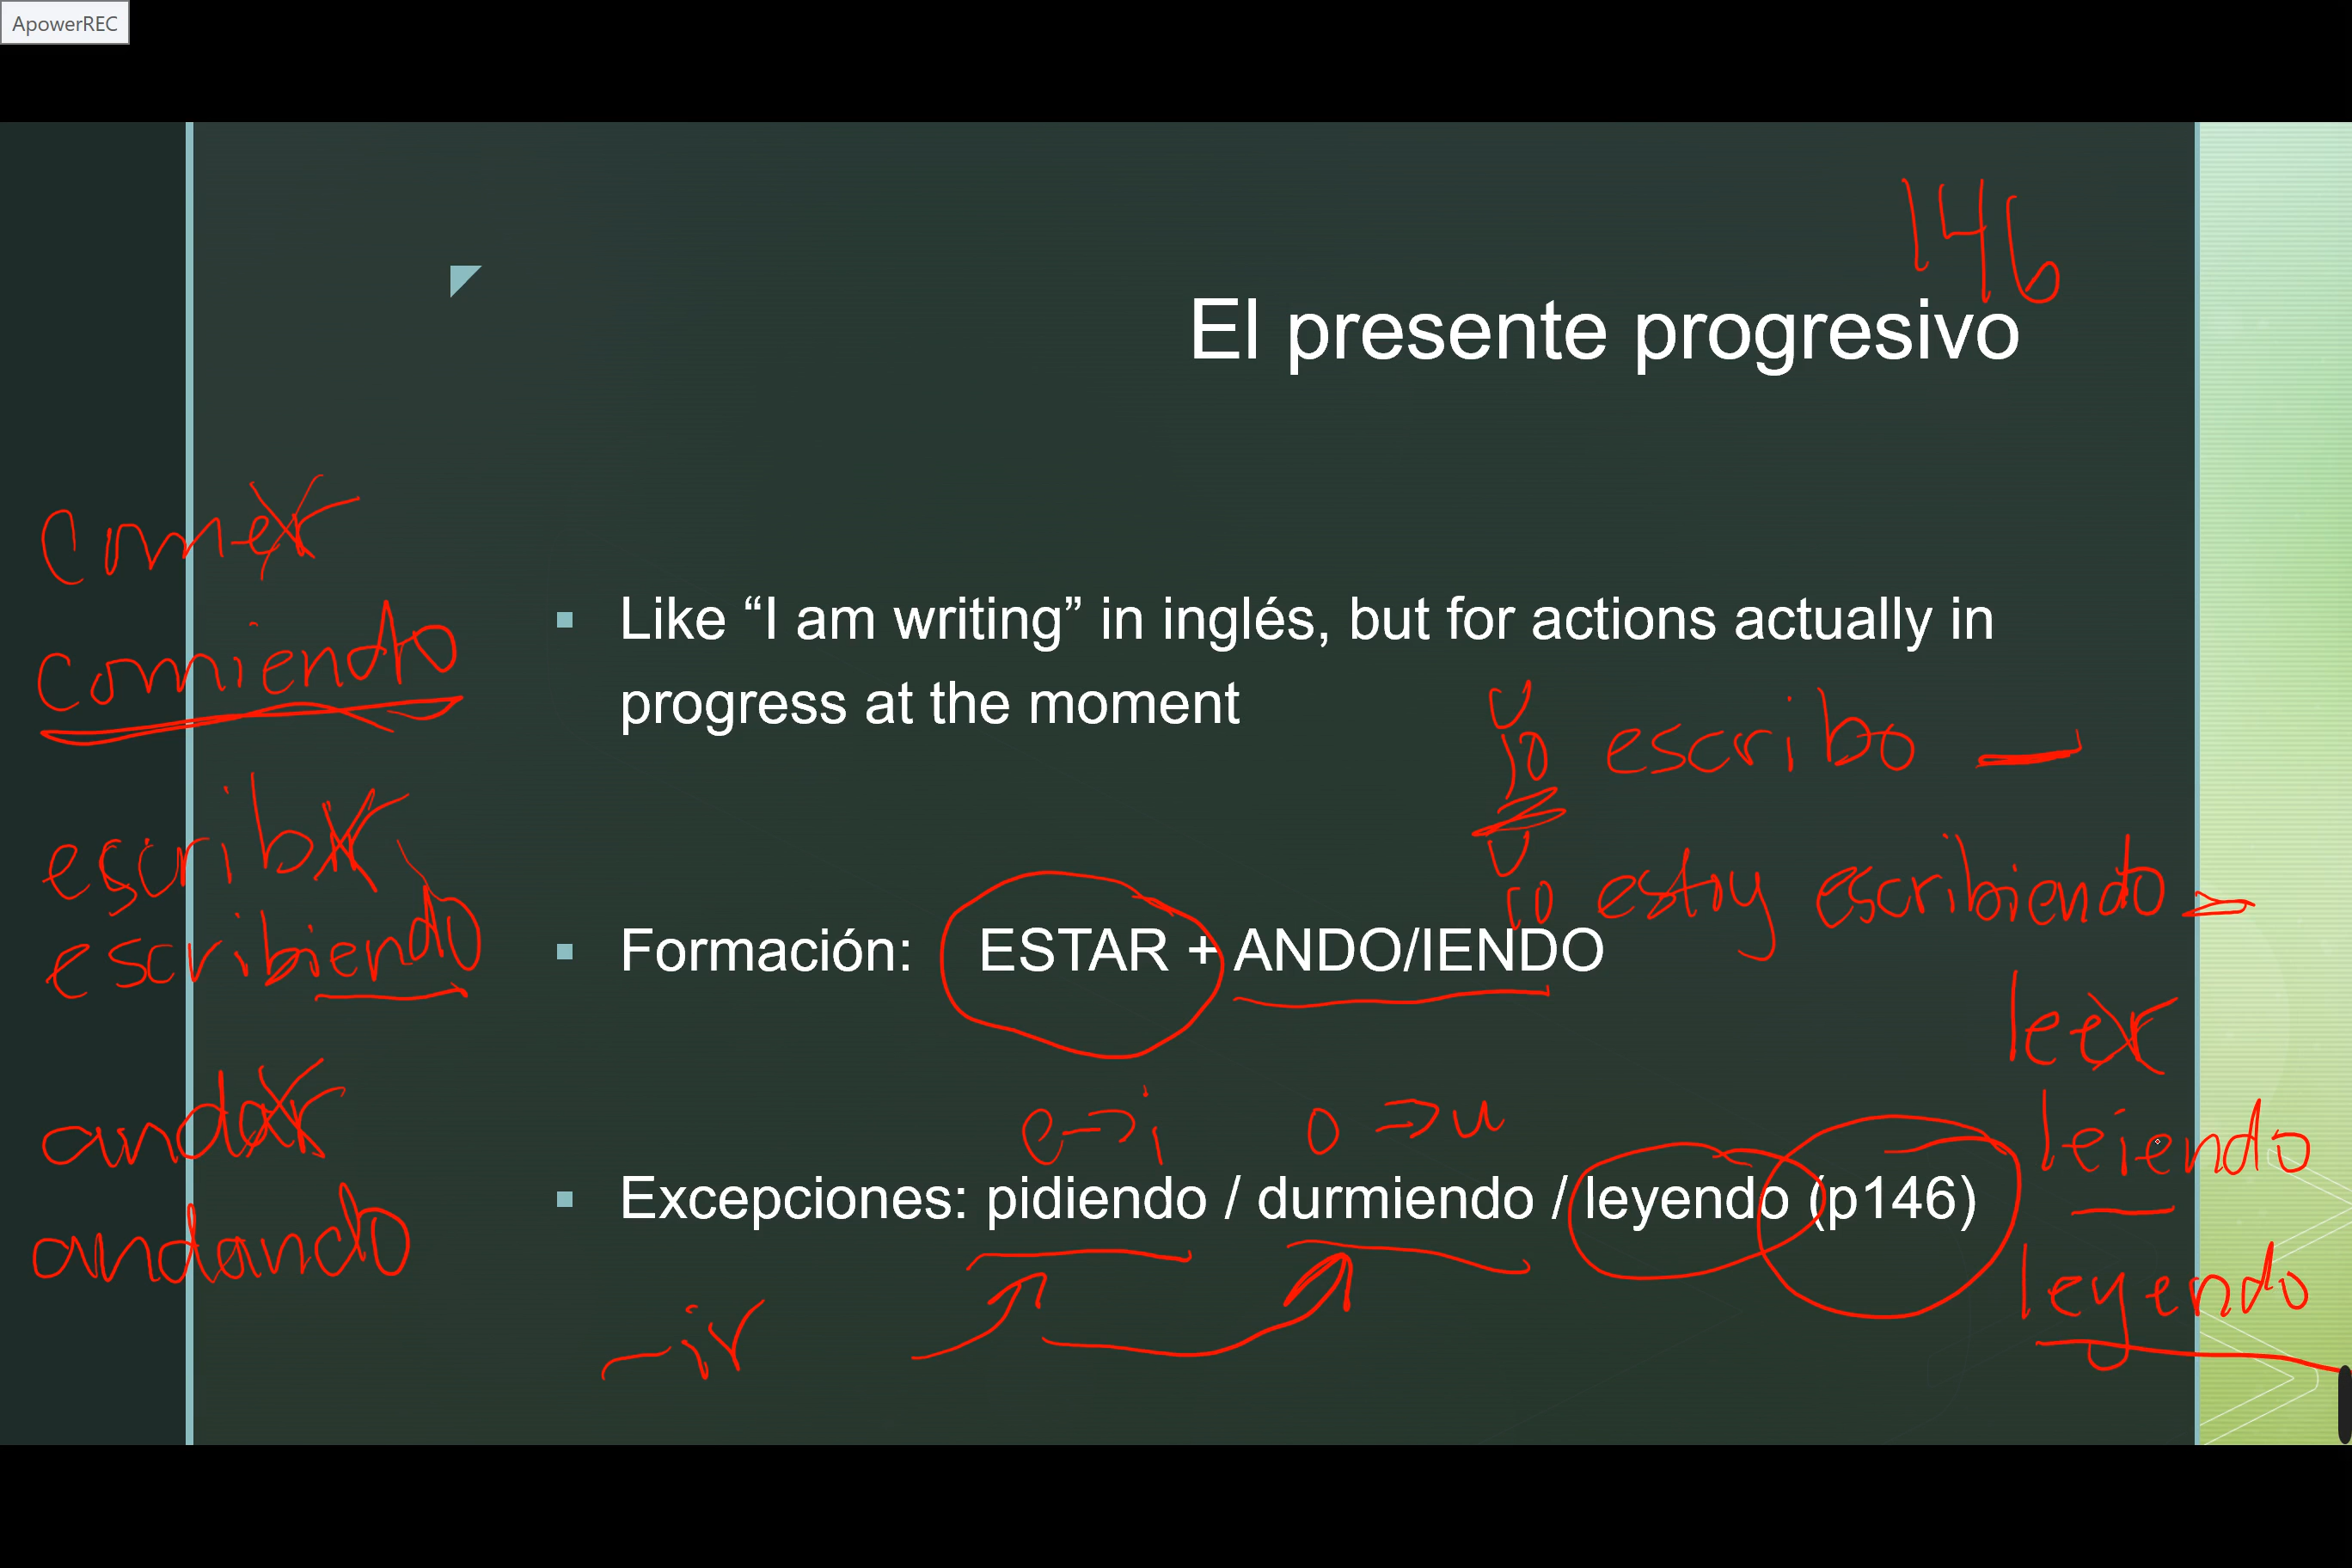 ApowerREC
146
El presente progresivo
comer
comiendo
Like “I am writing” in inglés, but for actions actually in
progress at the moment
yo escribo
escribir
escribiendo
yo estoy escribiendo
Formación: ESTAR + ANDO/IENDO
leer
andar
andando
e→i o→u
leiendo
Excepciones: pidiendo / durmiendo / leyendo (p146)
leyendo
-ir